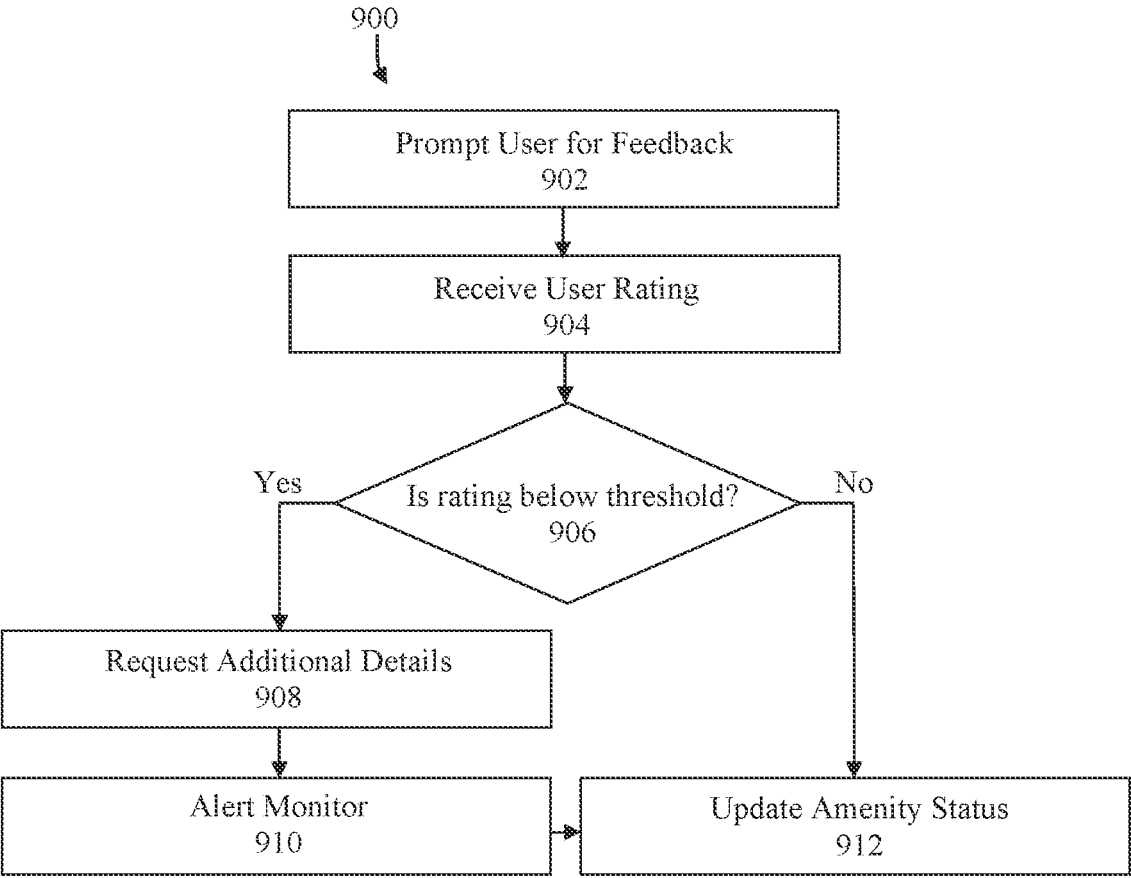 900
Prompt User for Feedback
902
Receive User Rating
904
Yes
No
Is rating below threshold?
906
Request Additional Details
908
Alert Monitor
910
Update Amenity Status
912